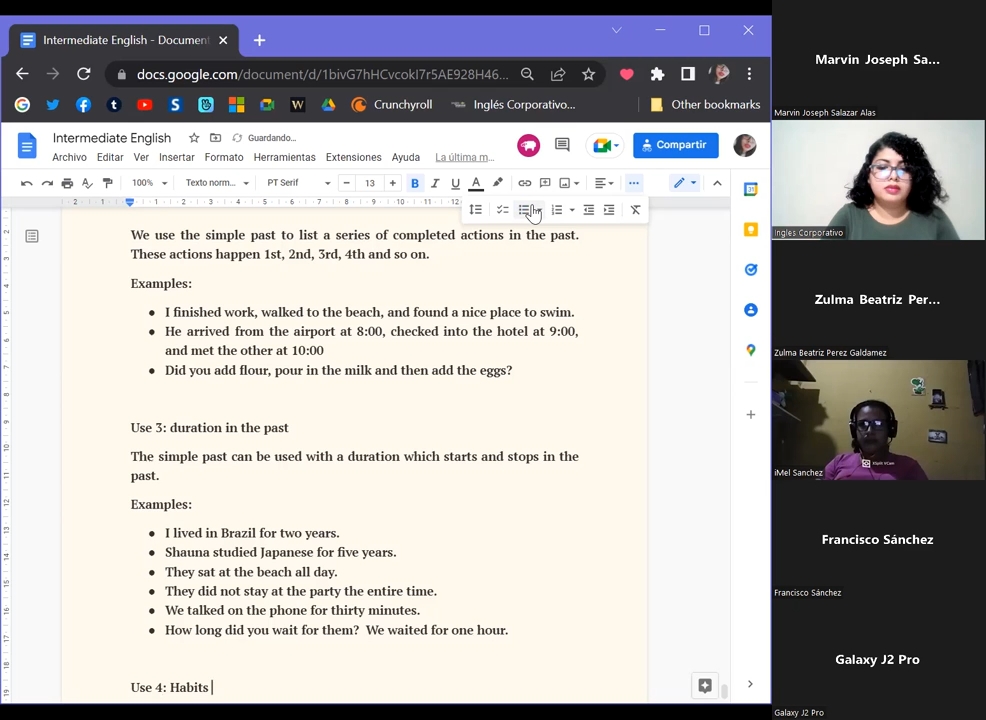 Intermediate English - Document
docs.google.com/document/d/1bivG7hHCvcokI7r5AE928H46...
Crunchyroll
Inglés Corporativo...
Other bookmarks
Intermediate English
Guardando...
Archivo Editar Ver Insertar Formato Herramientas Extensiones Ayuda La última m...
Compartir
100% Texto norm... PT Serif 13
We use the simple past to list a series of completed actions in the past.
These actions happen 1st, 2nd, 3rd, 4th and so on.
Examples:
● I finished work, walked to the beach, and found a nice place to swim.
● He arrived from the airport at 8:00, checked into the hotel at 9:00,
and met the other at 10:00
● Did you add flour, pour in the milk and then add the eggs?
Use 3: duration in the past
The simple past can be used with a duration which starts and stops in the
past.
Examples:
● I lived in Brazil for two years.
● Shauna studied Japanese for five years.
● They sat at the beach all day.
● They did not stay at the party the entire time.
● We talked on the phone for thirty minutes.
● How long did you wait for them? We waited for one hour.
Use 4: Habits
Marvin Joseph Sa...
Marvin Joseph Salazar Alas
Ingles Corporativo
Zulma Beatriz Per...
Zulma Beatriz Perez Galdamez
XSplit VCam
iMel Sanchez
Francisco Sánchez
Francisco Sánchez
Galaxy J2 Pro
Galaxy J2 Pro